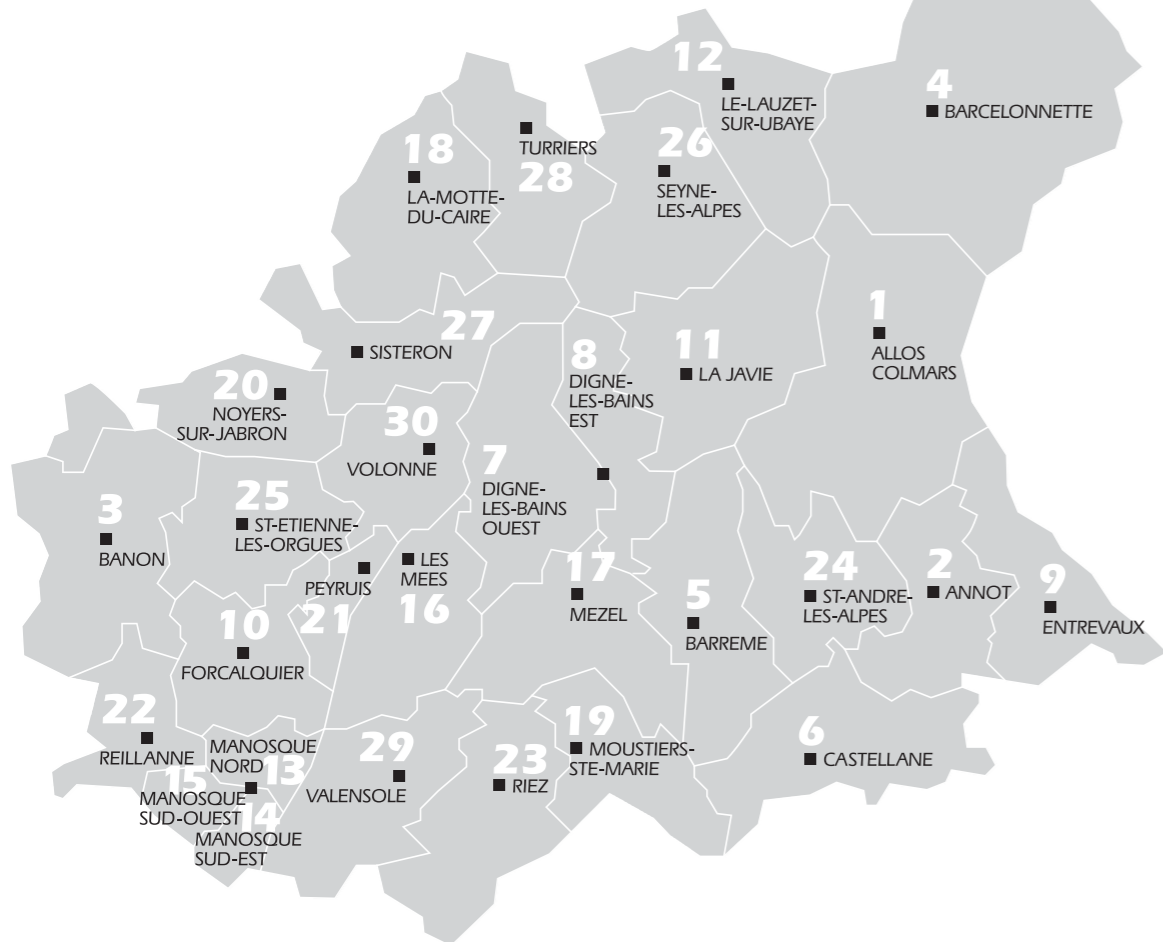 12
LE-LAUZET-
SUR-UBAYE
4
BARCELONNETTE
18
LA-MOTTE-
DU-CAIRE
TURRIERS
28
26
SEYNE-
LES-ALPES
27
SISTERON
1
ALLOS
COLMARS
8
DIGNE-
LES-BAINS
EST
11
LA JAVIE
20
NOYERS-
SUR-JABRON
30
VOLONNE
7
DIGNE-
LES-BAINS
OUEST
3
BANON
25
ST-ETIENNE-
LES-ORGUES
PEYRUIS
21
LES
MEES
16
17
MEZEL
5
BARREME
24
ST-ANDRE-
LES-ALPES
2
ANNOT
9
ENTREVAUX
10
FORCALQUIER
22
REILLANNE
MANOSQUE
NORD
13
15
MANOSQUE
SUD-OUEST
14
MANOSQUE
SUD-EST
29
VALENSOLE
23
RIEZ
19
MOUSTIERS-
STE-MARIE
6
CASTELLANE